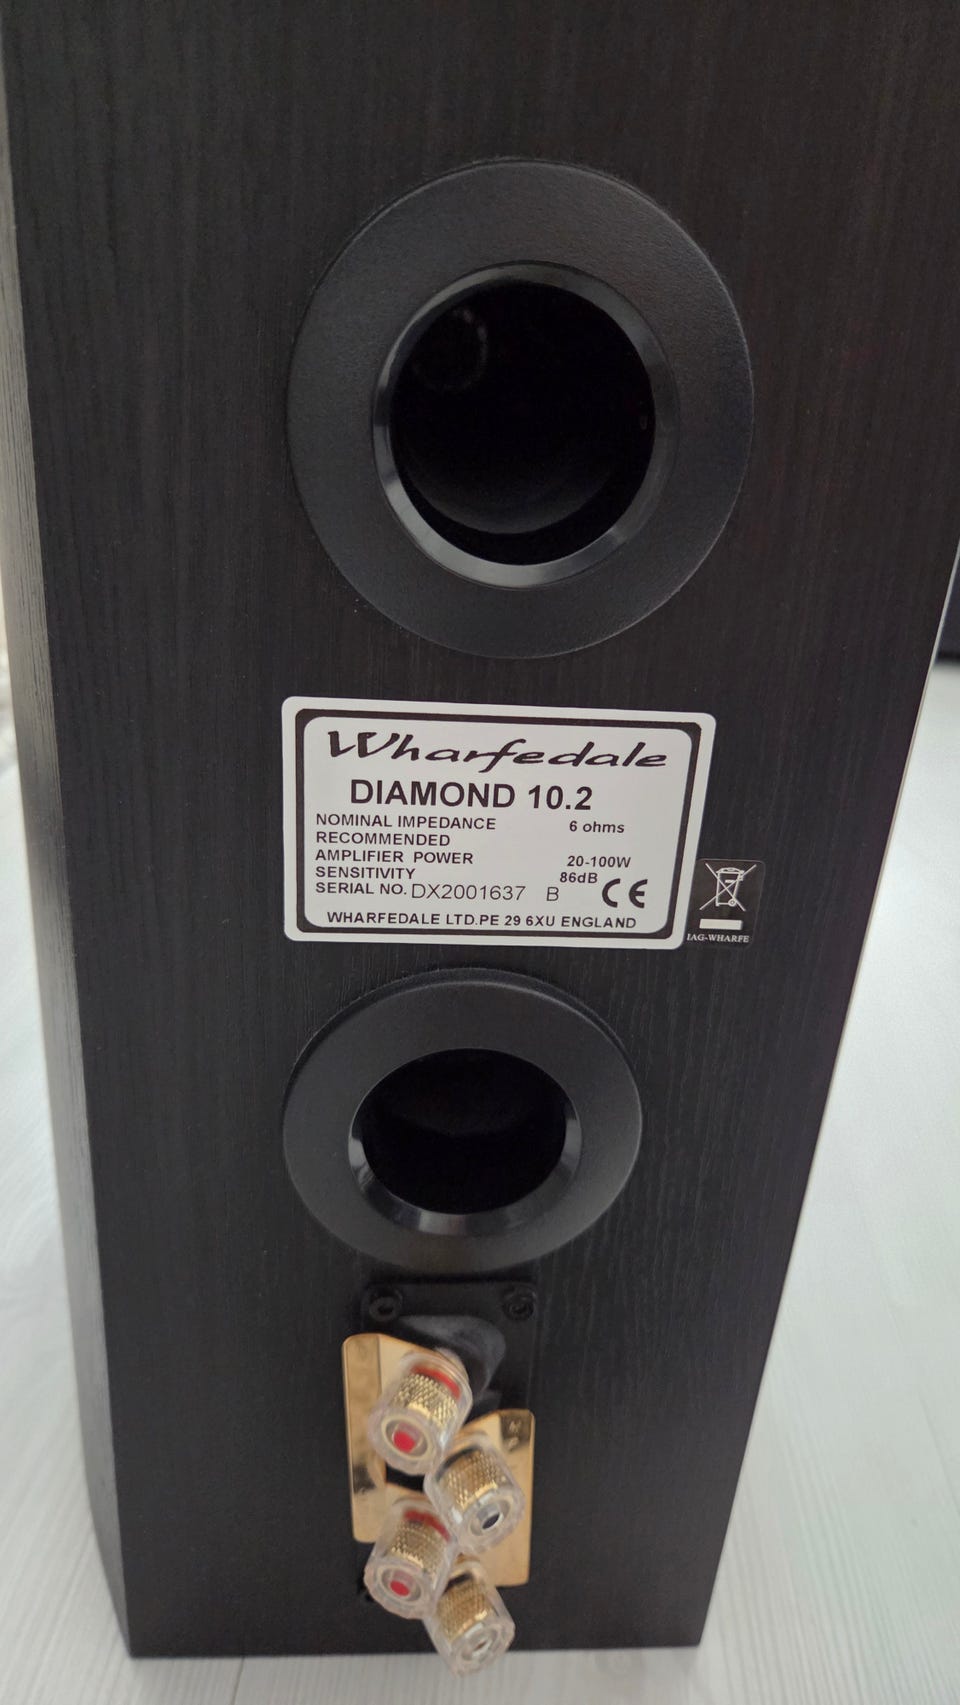 Wharfedale
DIAMOND 10.2
NOMINAL IMPEDANCE 6 ohms
RECOMMENDED
AMPLIFIER POWER 20-100W
SENSITIVITY 86dB
SERIAL NO. DX2001637 B CE
WHARFEDALE LTD.PE 29 6XU ENGLAND
IAG-WHARFE